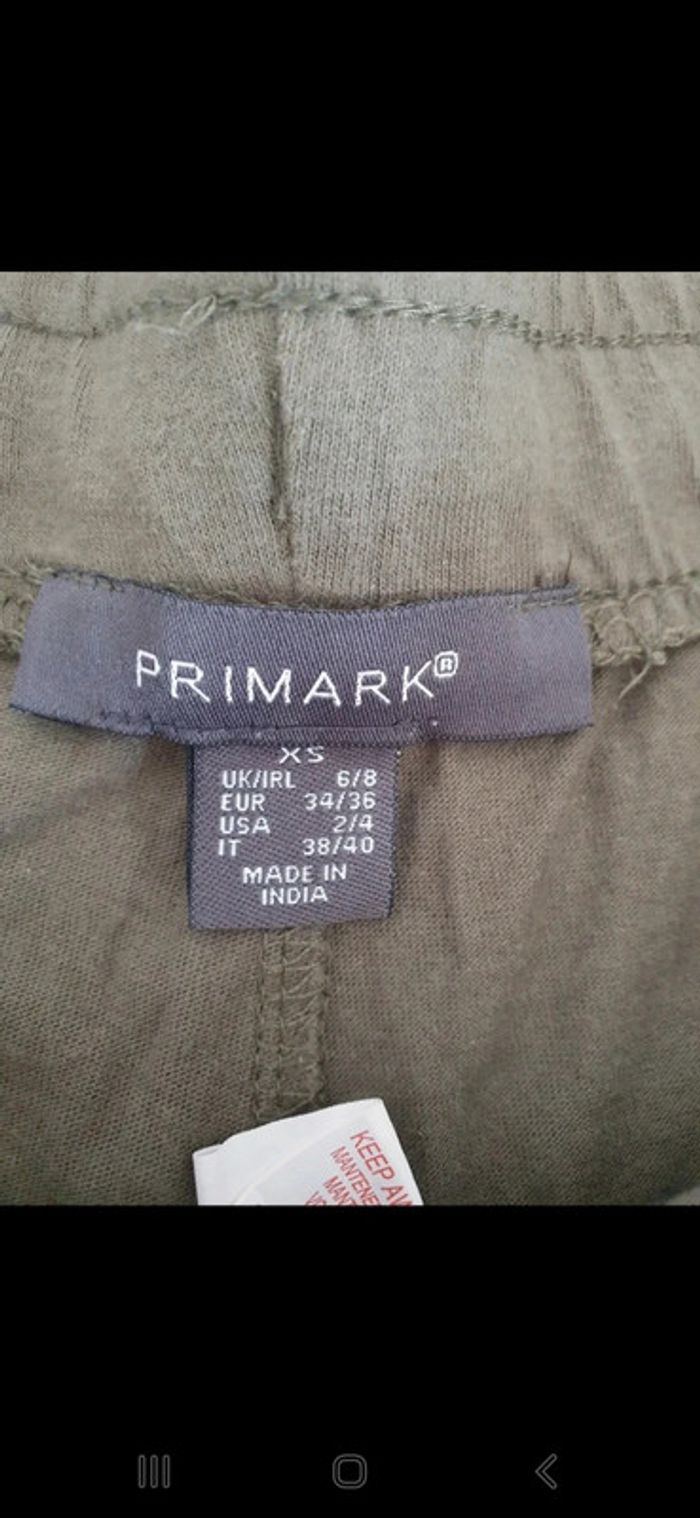 PRIMARK®
XS
UK/IRL 6/8
EUR 34/36
USA 2/4
IT 38/40
MADE IN
INDIA
KEEP
MANTENER